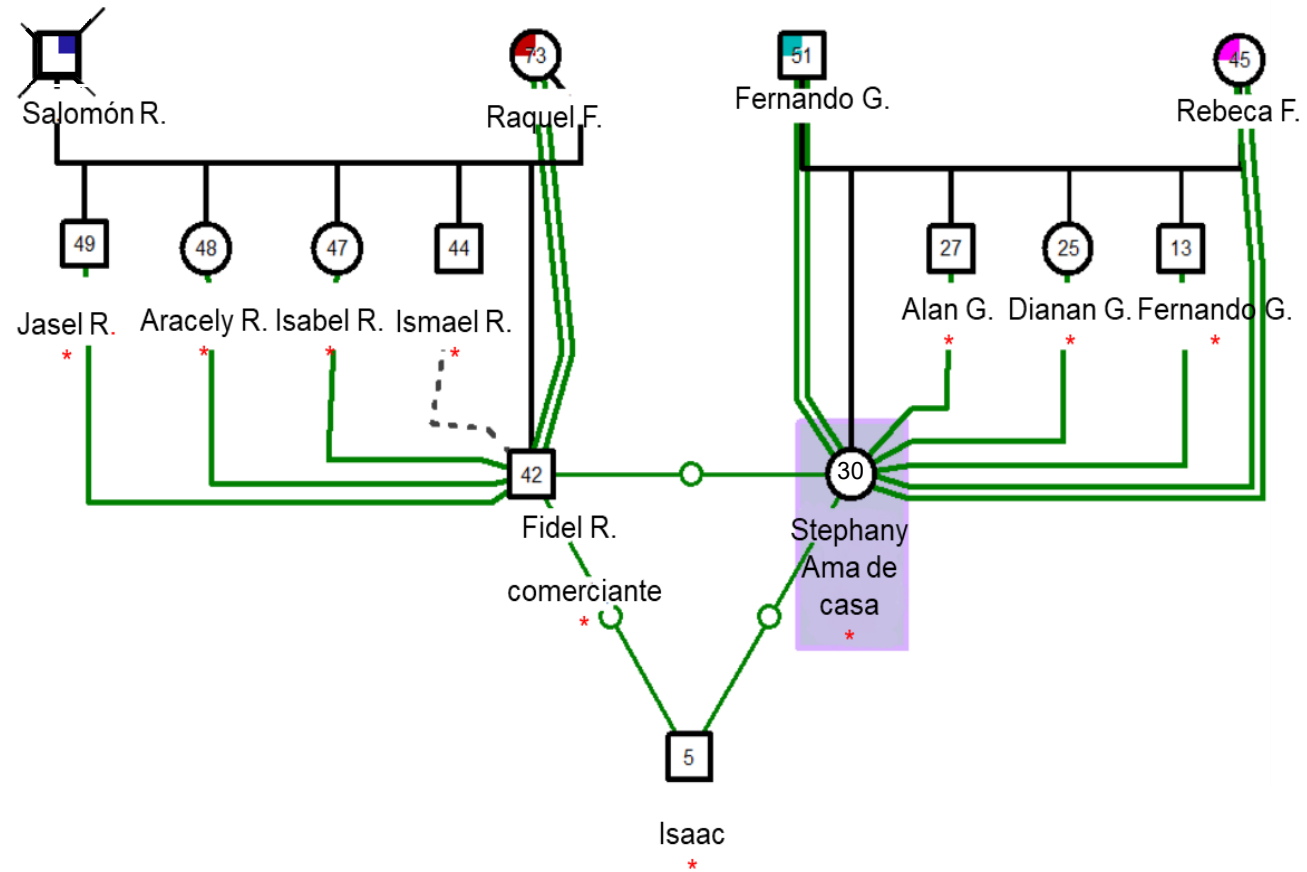 73
51
45
Salomón R.
Raquel F.
Fernando G.
Rebeca F.
49
48
47
44
27
25
13
Jasel R.
*
Aracely R.
*
Isabel R.
*
Ismael R.
*
Alan G.
*
Dianan G.
*
Fernando G.
*
42
30
Fidel R.
comerciante
*
Stephany
Ama de
casa
*
5
Isaac
*